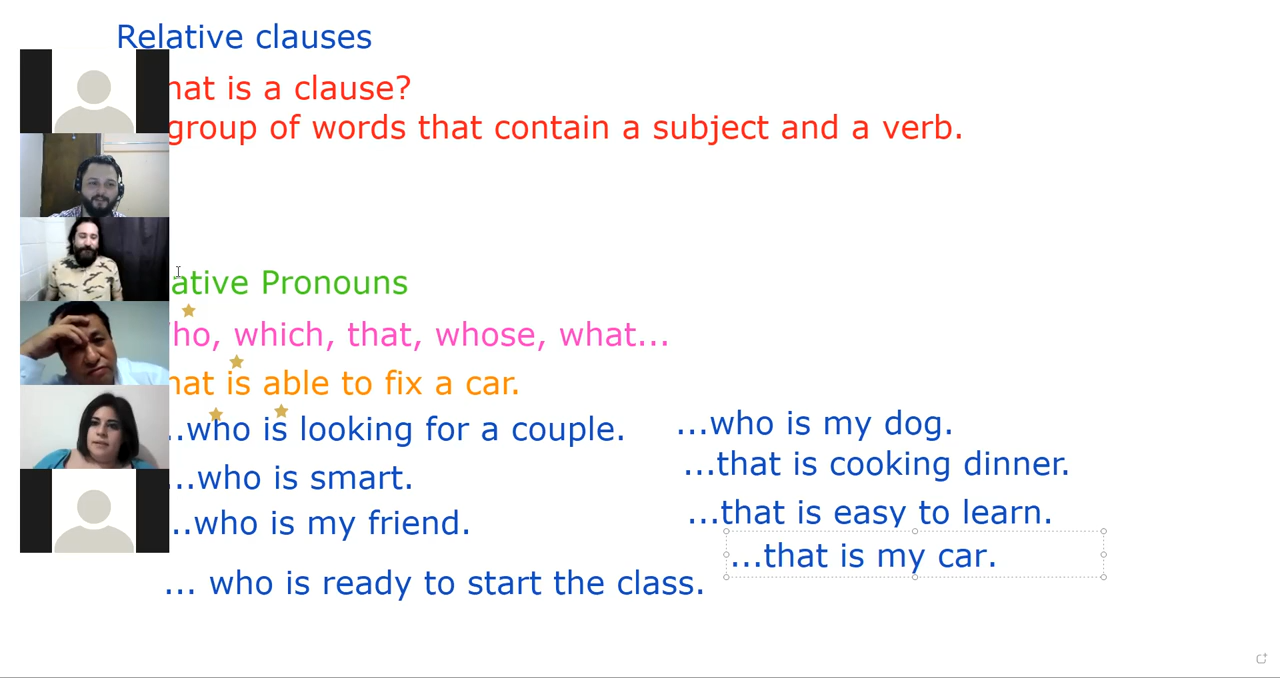 Relative clauses
hat is a clause?
group of words that contain a subject and a verb.
ative Pronouns
ho, which, that, whose, what...
hat is able to fix a car.
..who is looking for a couple.
...who is my dog.
...that is cooking dinner.
..who is smart.
...that is easy to learn.
..who is my friend.
...that is my car.
... who is ready to start the class.